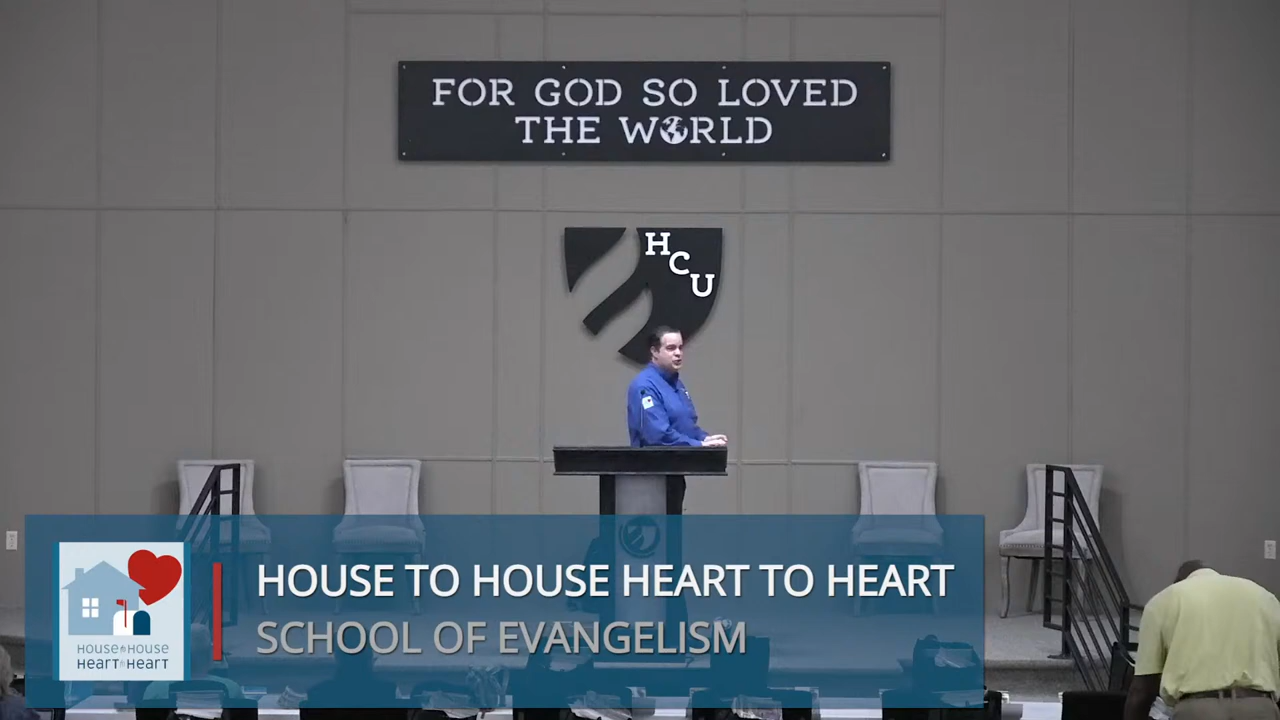 FOR GOD SO LOVED
THE WORLD
H
C
U
HOUSE TO HOUSE HEART TO HEART
SCHOOL OF EVANGELISM
HOUSE to HOUSE
HEART to HEART